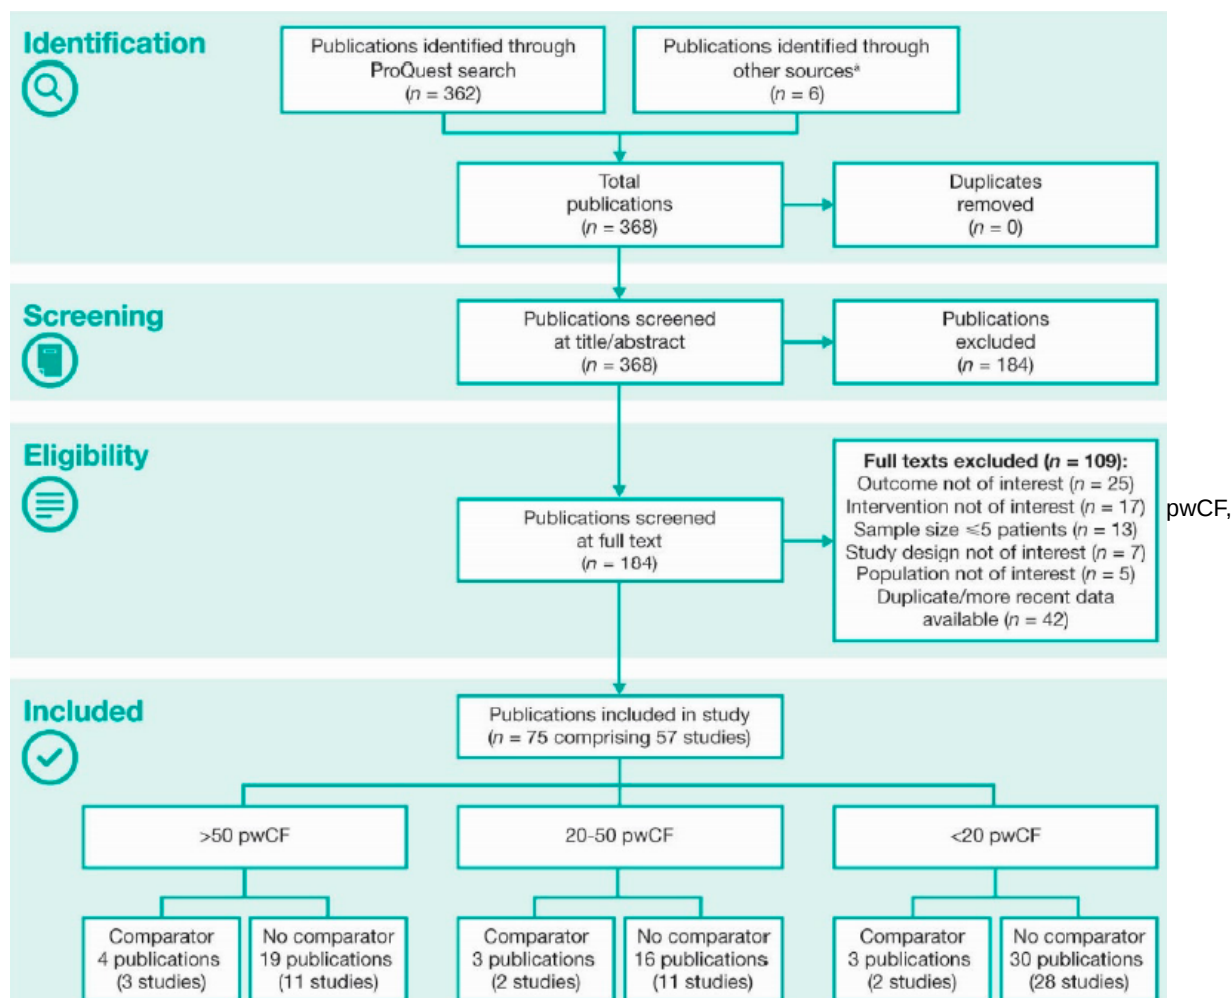 Identification
Publications identified through
ProQuest search
(n = 362)
Publications identified through
other sourcesª
(n = 6)
Total
publications
(n = 368)
Duplicates
removed
(n = 0)
Screening
Publications screened
at title/abstract
(n = 368)
Publications
excluded
(n = 184)
Eligibility
Publications screened
at full text
(n = 184)
Full texts excluded (n = 109):
Outcome not of interest (n = 25)
Intervention not of interest (n = 17)
Sample size ⩽5 patients (n = 13)
Study design not of interest (n = 7)
Population not of interest (n = 5)
Duplicate/more recent data
available (n = 42)
pwCF,
Included
Publications included in study
(n = 75 comprising 57 studies)
>50 pwCF
20-50 pwCF
<20 pwCF
Comparator
4 publications
(3 studies)
No comparator
19 publications
(11 studies)
Comparator
3 publications
(2 studies)
No comparator
16 publications
(11 studies)
Comparator
3 publications
(2 studies)
No comparator
30 publications
(28 studies)